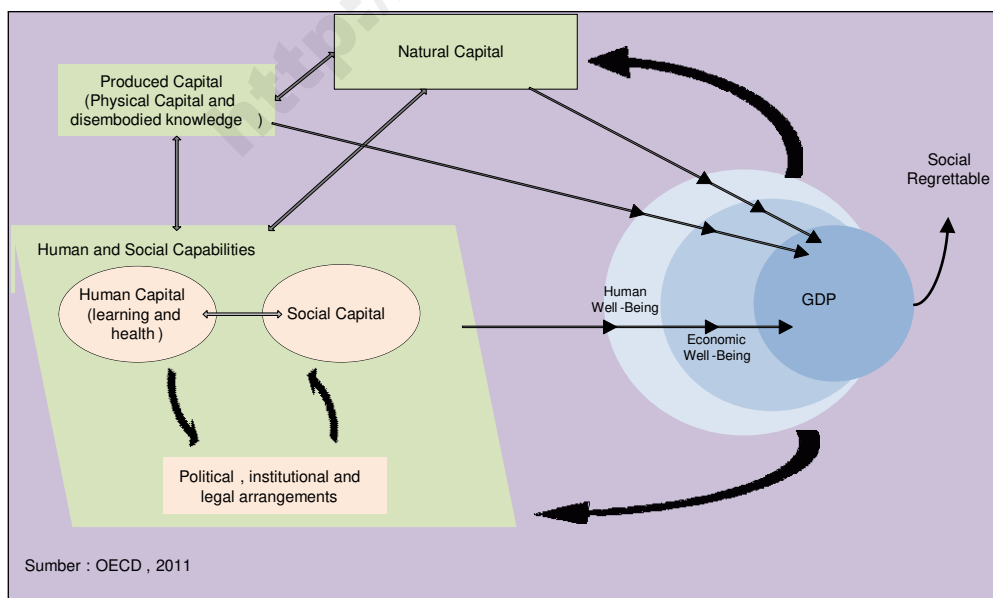 Natural Capital
Produced Capital
(Physical Capital and
disembodied knowledge )
Social
Regrettable
Human and Social Capabilities
Human Capital
(learning and
health )
Social Capital
Human
Well -Being
GDP
Economic
Well -Being
Political , institutional and
legal arrangements
Sumber : OECD , 2011
http: